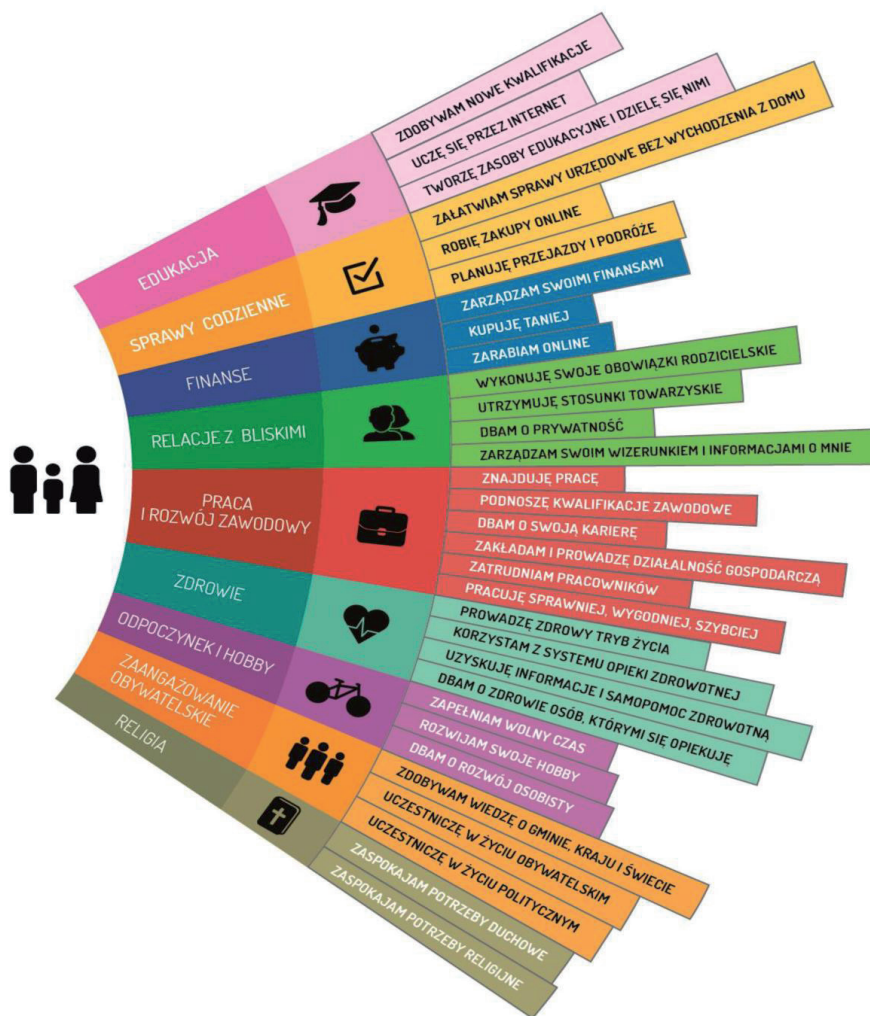 EDUKACJA
ZDOBYWAM NOWE KWALIFIKACJE
UCZĘ SIĘ PRZEZ INTERNET
TWORZĘ ZASOBY EDUKACYJNE I DZIELĘ SIĘ NIMI
SPRAWY CODZIENNE
ZAŁATWIAM SPRAWY URZĘDOWE BEZ WYCHODZENIA Z DOMU
ROBIĘ ZAKUPY ONLINE
PLANUJĘ PRZEJAZDY I PODRÓŻE
FINANSE
ZARZĄDZAM SWOIMI FINANSAMI
KUPUJĘ TANIEJ
ZARABIAM ONLINE
RELACJE Z BLISKIMI
WYKONUJĘ SWOJE OBOWIĄZKI RODZICIELSKIE
UTRZYMUJĘ STOSUNKI TOWARZYSKIE
DBAM O PRYWATNOŚĆ
ZARZĄDZAM SWOIM WIZERUNKIEM I INFORMACJAMI O MNIE
PRACA
I ROZWÓJ ZAWODOWY
ZNAJDUJĘ PRACĘ
PODNOSZĘ KWALIFIKACJE ZAWODOWE
DBAM O SWOJĄ KARIERĘ
ZAKŁADAM I PROWADZĘ DZIAŁALNOŚĆ GOSPODARCZĄ
ZATRUDNIAM PRACOWNIKÓW
PRACUJĘ SPRAWNIEJ, WYGODNIEJ, SZYBCIEJ
ZDROWIE
PROWADZĘ ZDROWY TRYB ŻYCIA
KORZYSTAM Z SYSTEMU OPIEKI ZDROWOTNEJ
UZYSKUJĘ INFORMACJE I SAMOPOMOC ZDROWOTNĄ
DBAM O ZDROWIE OSÓB, KTÓRYMI SIĘ OPIEKUJĘ
ODPOCZYNEK I HOBBY
ZAPEŁNIAM WOLNY CZAS
ROZWIJAM SWOJE HOBBY
DBAM O ROZWÓJ OSOBISTY
ZAANGAŻOWANIE
OBYWATELSKIE
ZDOBYWAM WIEDZĘ O GMINIE, KRAJU I ŚWIECIE
UCZESTNICZĘ W ŻYCIU OBYWATELSKIM
UCZESTNICZĘ W ŻYCIU POLITYCZNYM
RELIGIA
ZASPOKAJAM POTRZEBY DUCHOWE
ZASPOKAJAM POTRZEBY RELIGIJNE